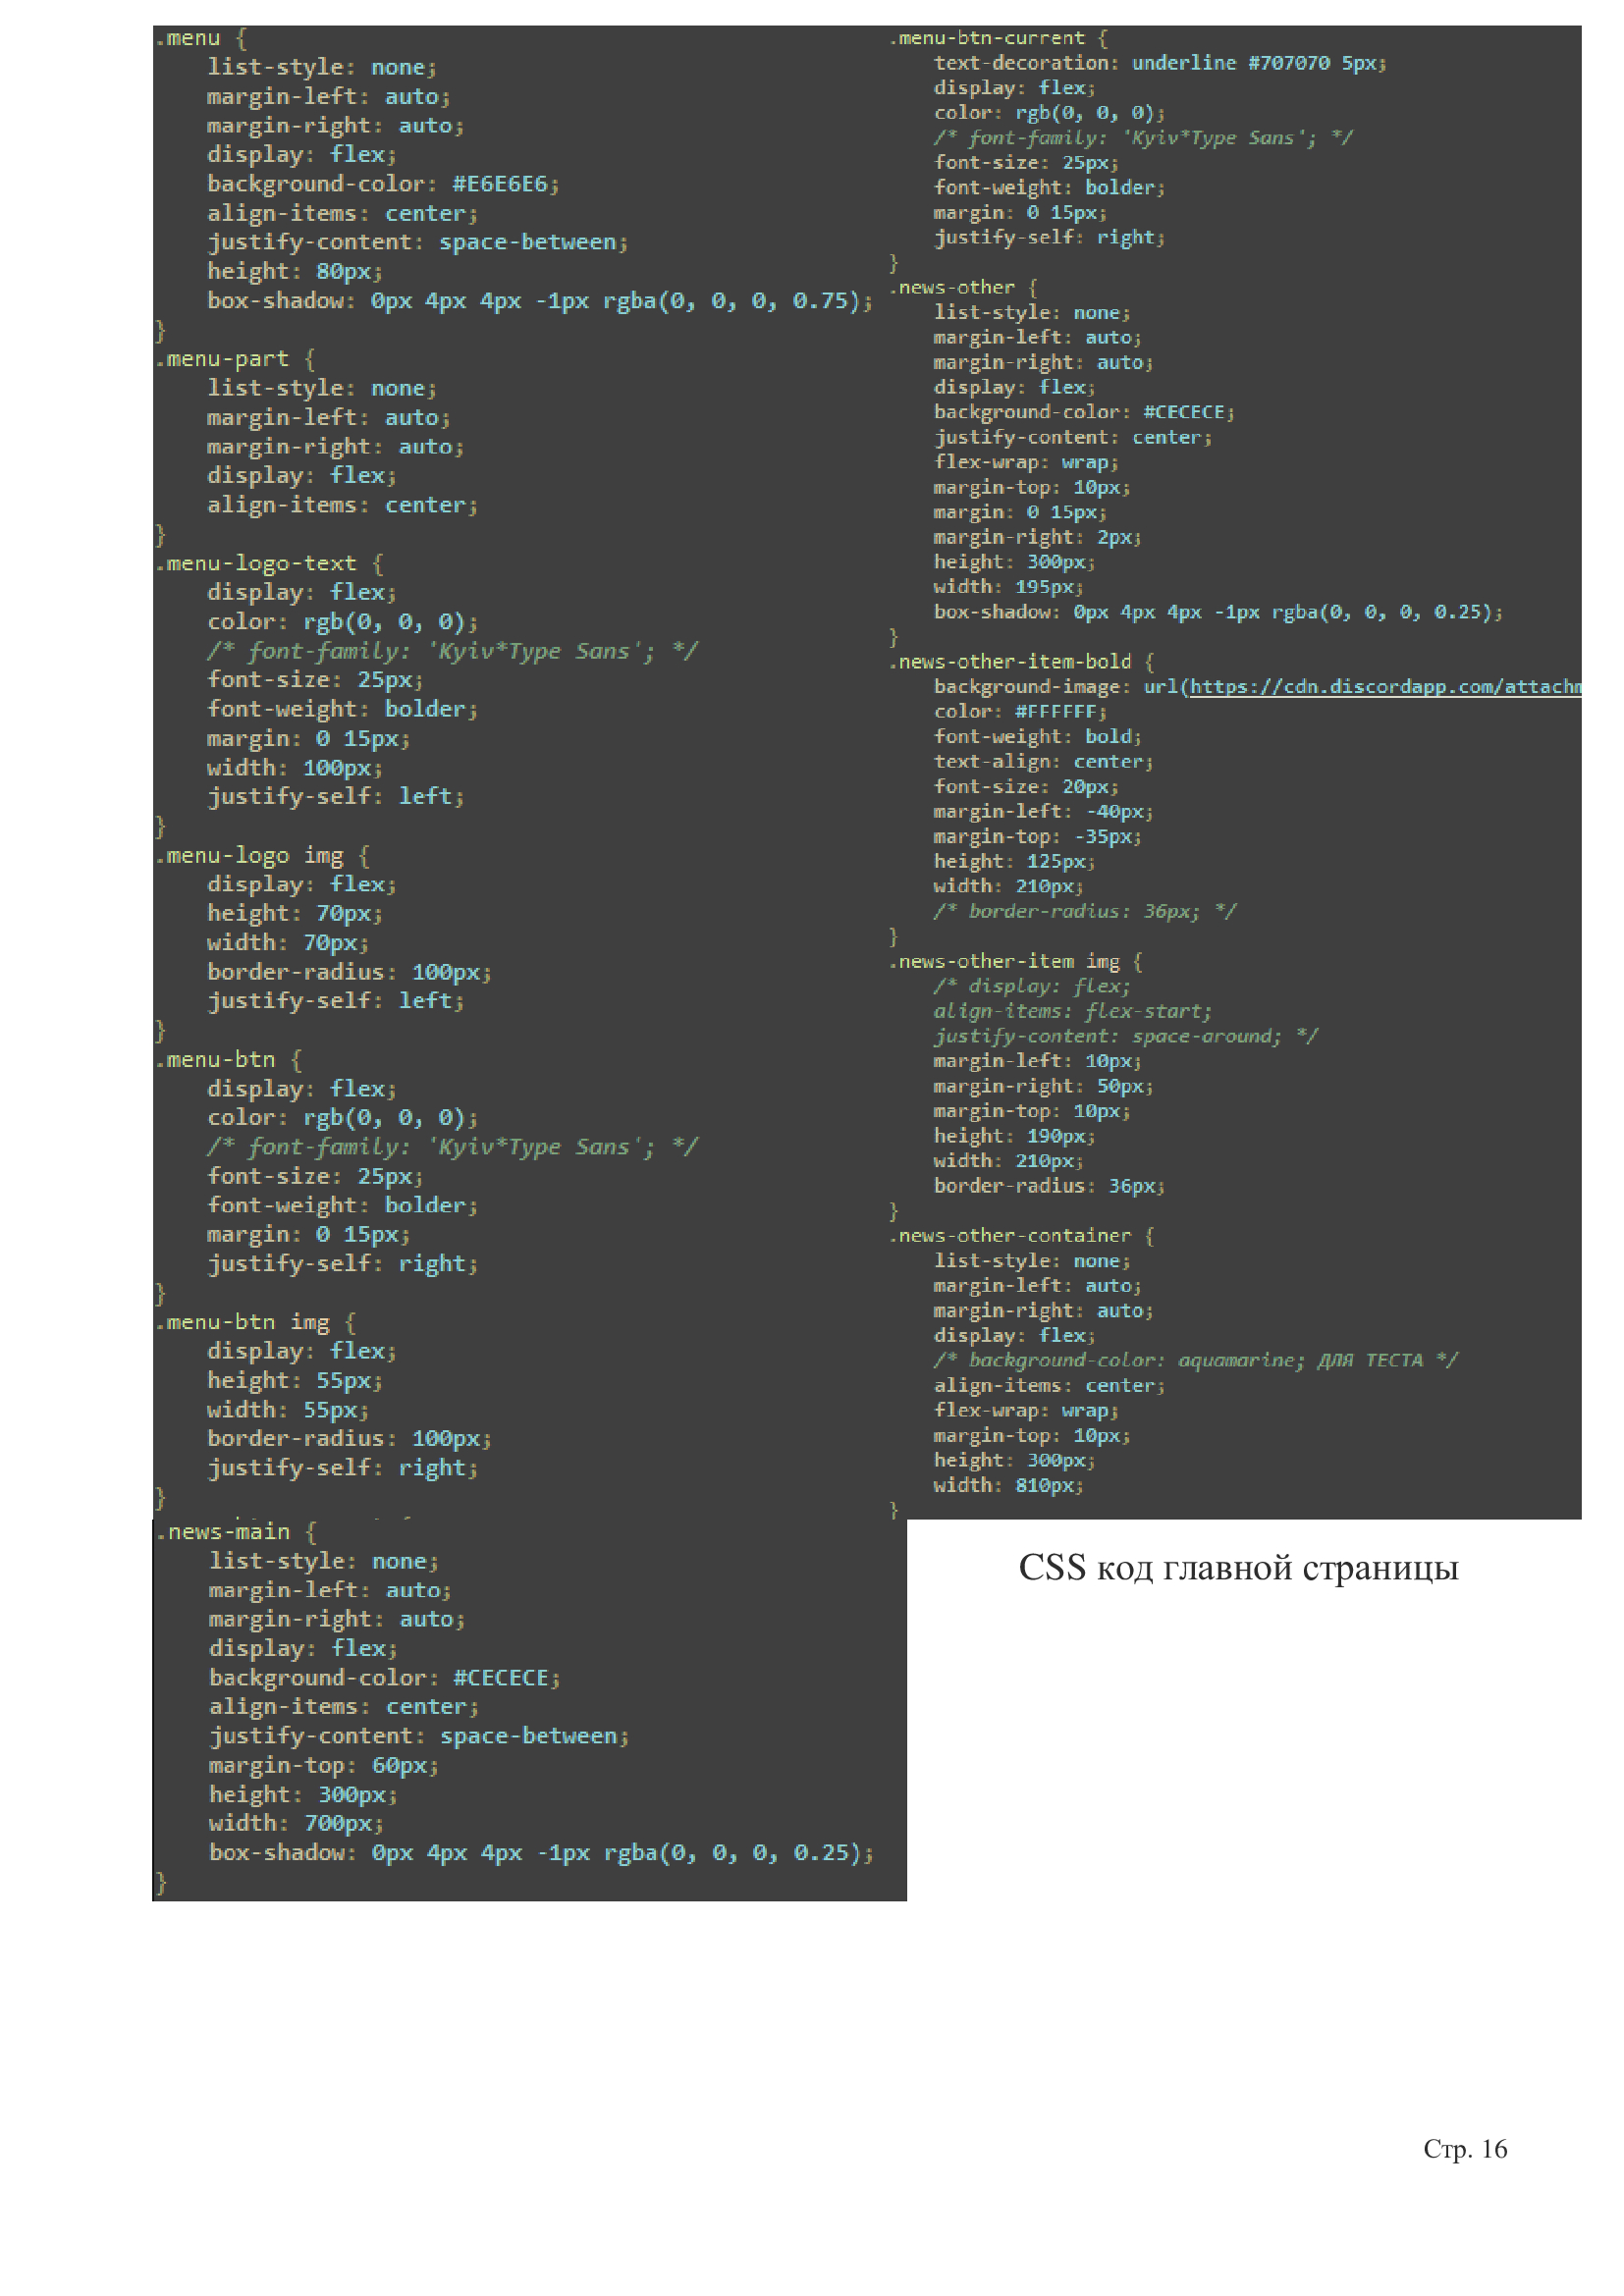 .menu {
    list-style: none;
    margin-left: auto;
    margin-right: auto;
    display: flex;
    background-color: #E6E6E6;
    align-items: center;
    justify-content: space-between;
    height: 80px;
    box-shadow: 0px 4px 4px -1px rgba(0, 0, 0, 0.75);
}
.menu-part {
    list-style: none;
    margin-left: auto;
    margin-right: auto;
    display: flex;
    align-items: center;
}
.menu-logo-text {
    display: flex;
    color: rgb(0, 0, 0);
    /* font-family: 'Kyiv*Type Sans'; */
    font-size: 25px;
    font-weight: bolder;
    margin: 0 15px;
    width: 100px;
    justify-self: left;
}
.menu-logo img {
    display: flex;
    height: 70px;
    width: 70px;
    border-radius: 100px;
    justify-self: left;
}
.menu-btn {
    display: flex;
    color: rgb(0, 0, 0);
    /* font-family: 'Kyiv*Type Sans'; */
    font-size: 25px;
    font-weight: bolder;
    margin: 0 15px;
    justify-self: right;
}
.menu-btn img {
    display: flex;
    height: 55px;
    width: 55px;
    border-radius: 100px;
    justify-self: right;
}
.menu-btn-current {
    text-decoration: underline #707070 5px;
    display: flex;
    color: rgb(0, 0, 0);
    /* font-family: 'Kyiv*Type Sans'; */
    font-size: 25px;
    font-weight: bolder;
    margin: 0 15px;
    justify-self: right;
}
.news-other {
    list-style: none;
    margin-left: auto;
    margin-right: auto;
    display: flex;
    background-color: #CECECE;
    justify-content: center;
    flex-wrap: wrap;
    margin-top: 10px;
    margin: 0 15px;
    margin-right: 2px;
    height: 300px;
    width: 195px;
    box-shadow: 0px 4px 4px -1px rgba(0, 0, 0, 0.25);
}
.news-other-item-bold {
    background-image: url(https://cdn.discordapp.com/attachm
    color: #FFFFFF;
    font-weight: bold;
    text-align: center;
    font-size: 20px;
    margin-left: -40px;
    margin-top: -35px;
    height: 125px;
    width: 210px;
    /* border-radius: 36px; */
}
.news-other-item img {
    /* display: flex;
    align-items: flex-start;
    justify-content: space-around; */
    margin-left: 10px;
    margin-right: 50px;
    margin-top: 10px;
    height: 190px;
    width: 210px;
    border-radius: 36px;
}
.news-other-container {
    list-style: none;
    margin-left: auto;
    margin-right: auto;
    display: flex;
    /* background-color: aquamarine; ДЛЯ ТЕСТА */
    align-items: center;
    flex-wrap: wrap;
    margin-top: 10px;
    height: 300px;
    width: 810px;
}
.news-main {
    list-style: none;
    margin-left: auto;
    margin-right: auto;
    display: flex;
    background-color: #CECECE;
    align-items: center;
    justify-content: space-between;
    margin-top: 60px;
    height: 300px;
    width: 700px;
    box-shadow: 0px 4px 4px -1px rgba(0, 0, 0, 0.25);
}
CSS код главной страницы
Стр. 16